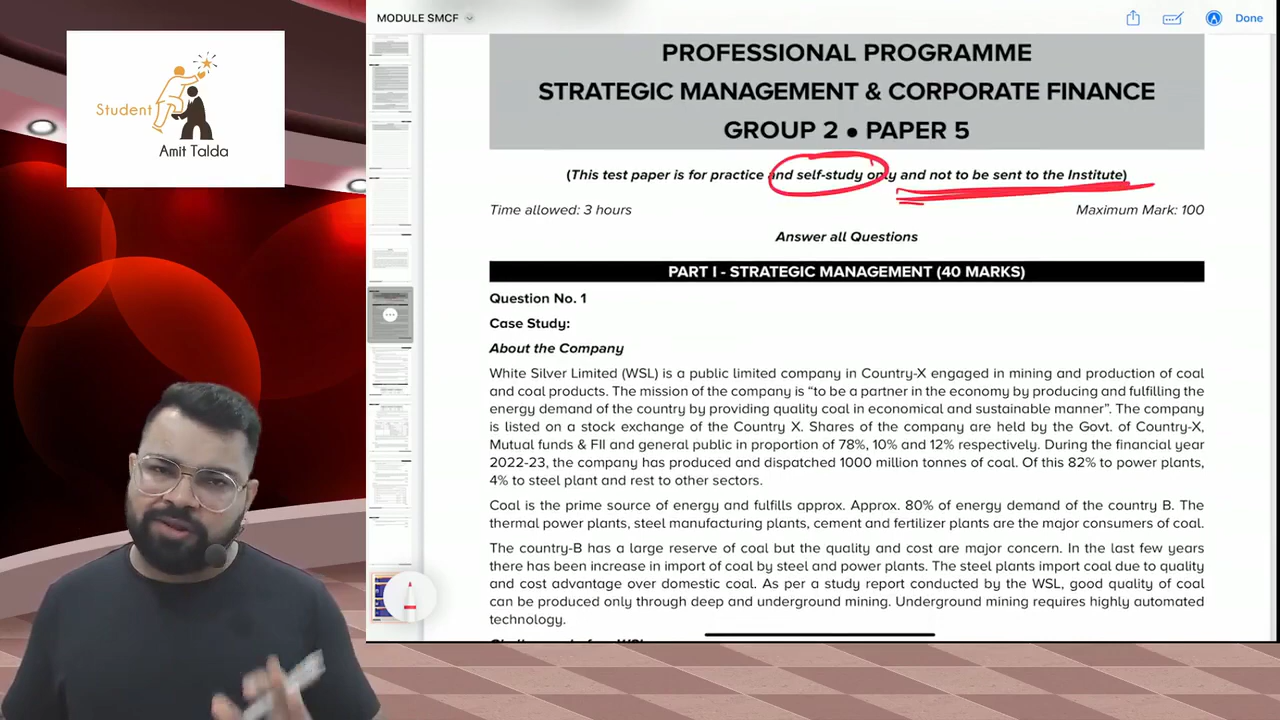 MODULE SMCF
Done
Student
Amit Talda
PROFESSIONAL PROGRAMME
STRATEGIC MANAGEMENT & CORPORATE FINANCE
GROUP 2 • PAPER 5
(This test paper is for practice and self-study only and not to be sent to the Institute)
Time allowed: 3 hours
Maximum Mark: 100
Answer all Questions
PART I - STRATEGIC MANAGEMENT (40 MARKS)
Question No. 1
Case Study:
About the Company
White Silver Limited (WSL) is a public limited company in Country-X engaged in mining and production of coal
and coal products. The mission of the company is "to be a partner in the economy by producing and fulfilling the
energy demand of the country by providing quality coal in economical and sustainable manner". The company
is listed on a stock exchange of the Country X. Shares of the company are held by the Govt. of Country-X,
Mutual funds & FII and general public in proportion of 78%, 10% and 12% respectively. During the financial year
2022-23, the company has produced and dispatched 1000 million tonnes of coal. Of this 82% to power plants,
4% to steel plant and rest to other sectors.
Coal is the prime source of energy and fulfills approx. Approx. 80% of energy demand of the country B. The
thermal power plants, steel manufacturing plants, cement and fertilizer plants are the major consumers of coal.
The country-B has a large reserve of coal but the quality and cost are major concern. In the last few years
there has been increase in import of coal by steel and power plants. The steel plants import coal due to quality
and cost advantage over domestic coal. As per a study report conducted by the WSL, good quality of coal
can be produced only through deep and underground mining. Underground mining requires highly automated
technology.